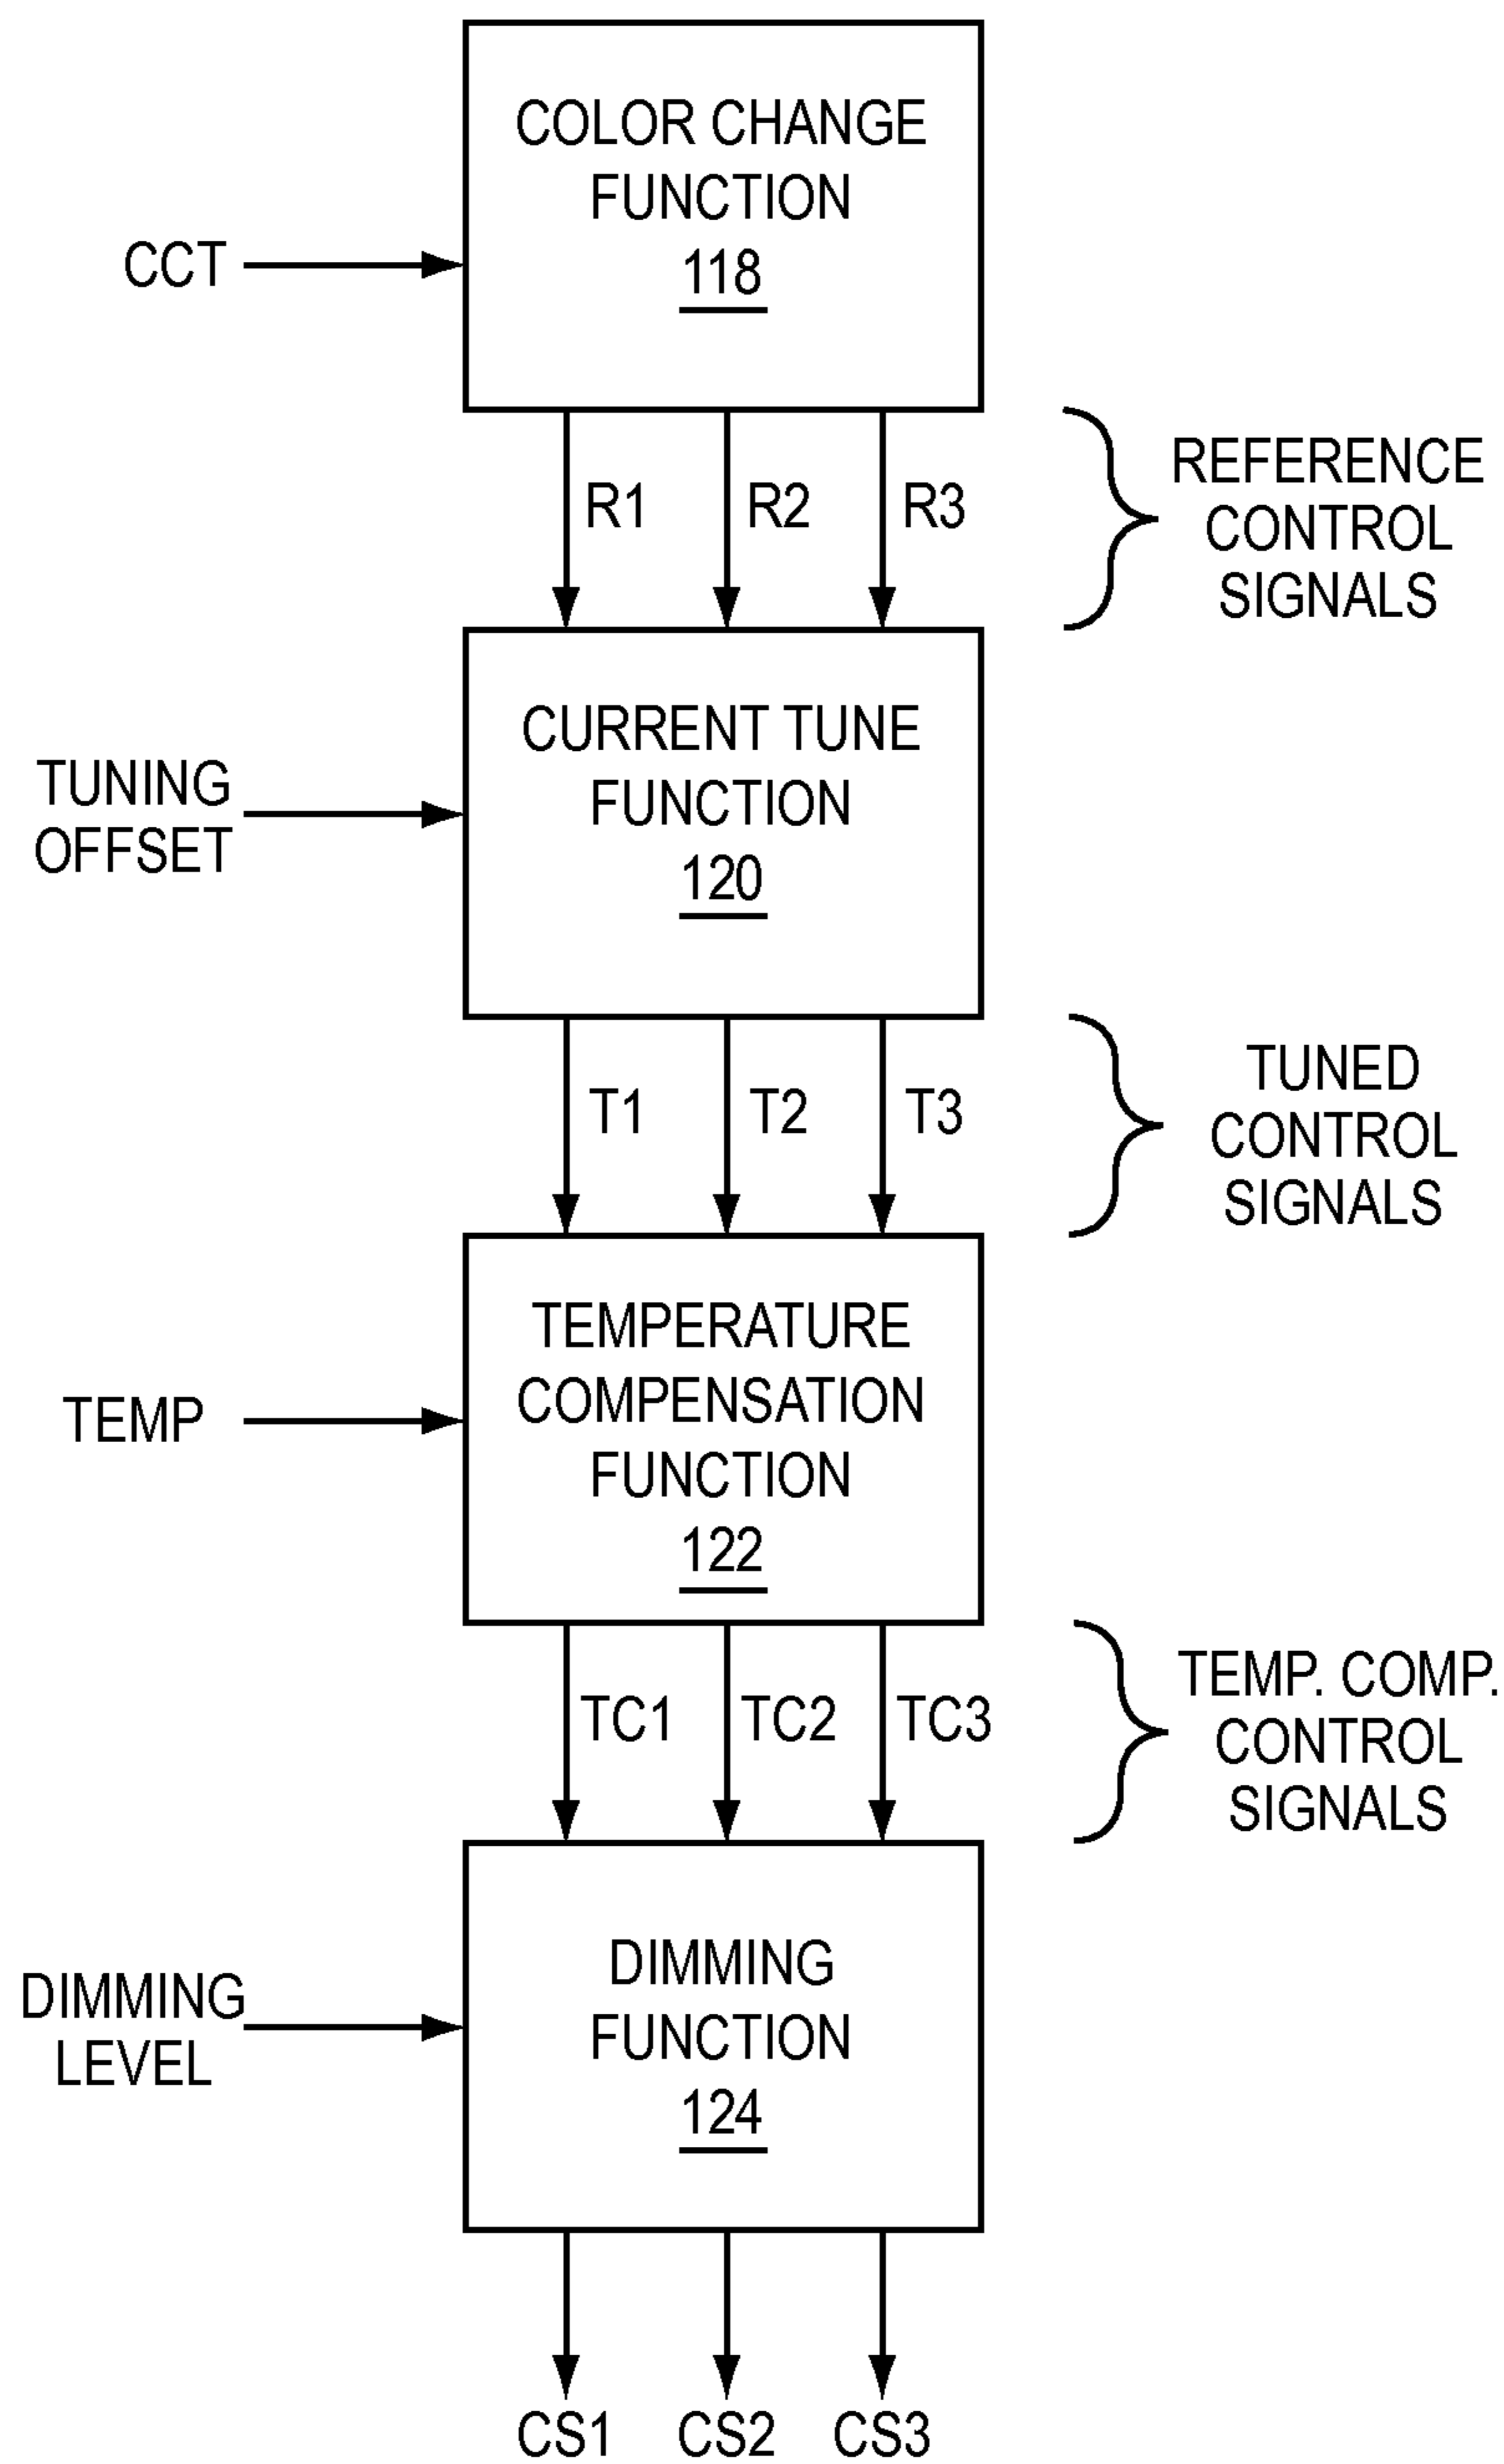 COLOR CHANGE
FUNCTION
118
CCT
R1 R2 R3
REFERENCE
CONTROL
SIGNALS
CURRENT TUNE
FUNCTION
120
TUNING
OFFSET
T1 T2 T3
TUNED
CONTROL
SIGNALS
TEMPERATURE
COMPENSATION
FUNCTION
122
TEMP
TC1 TC2 TC3
TEMP. COMP.
CONTROL
SIGNALS
DIMMING
FUNCTION
124
DIMMING
LEVEL
CS1 CS2 CS3